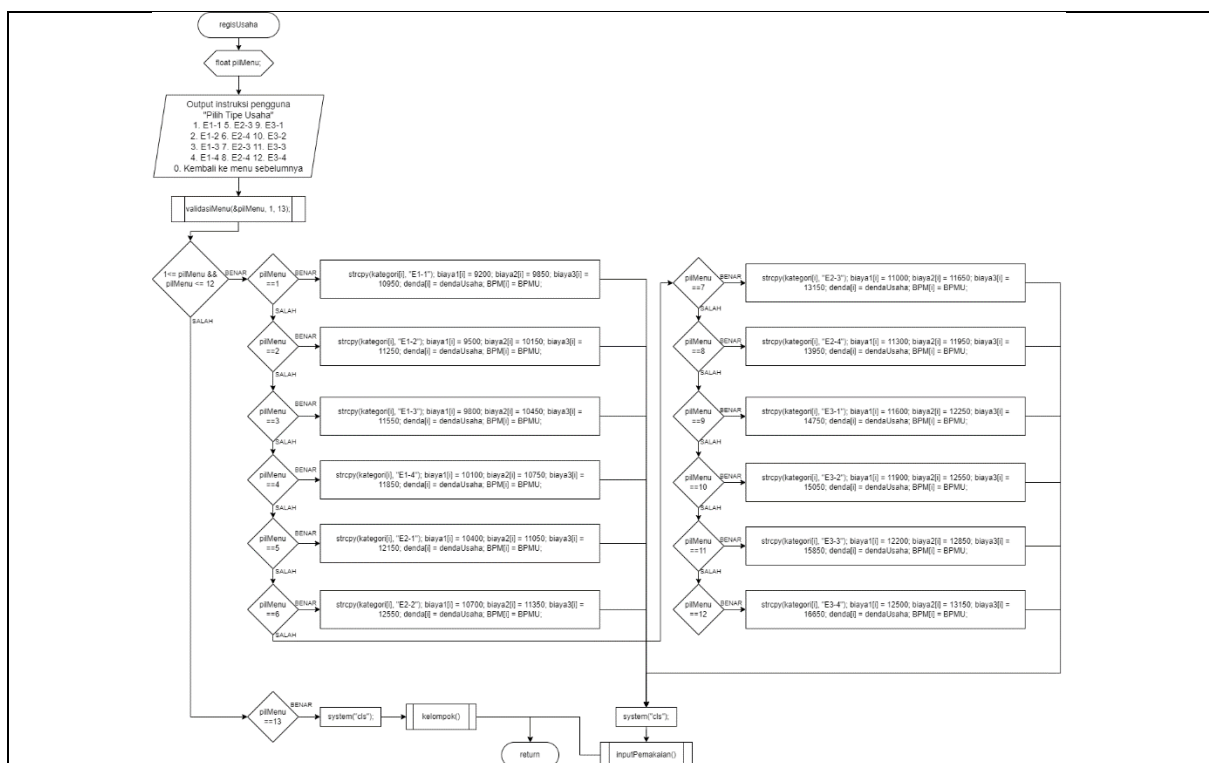 regisUsaha
float pilMenu;
Output instruksi pengguna
"Pilih Tipe Usaha"
1. E1-1 5. E2-3 9. E3-1
2. E1-2 6. E2-4 10. E3-2
3. E1-3 7. E2-3 11. E3-3
4. E1-4 8. E2-4 12. E3-4
0. Kembali ke menu sebelumnya
validasiMenu(&pilMenu, 1, 13);
1<= pilMenu &&
pilMenu <= 12
BENAR
SALAH
pilMenu
==1
BENAR
strcpy(kategori[i], "E1-1"); biaya1[i] = 9200; biaya2[i] = 9850; biaya3[i] =
10950; denda[i] = dendaUsaha; BPM[i] = BPMU;
SALAH
pilMenu
==2
BENAR
strcpy(kategori[i], "E1-2"); biaya1[i] = 9500; biaya2[i] = 10150; biaya3[i] =
11250; denda[i] = dendaUsaha; BPM[i] = BPMU;
SALAH
pilMenu
==3
BENAR
strcpy(kategori[i], "E1-3"); biaya1[i] = 9800; biaya2[i] = 10450; biaya3[i] =
11550; denda[i] = dendaUsaha; BPM[i] = BPMU;
SALAH
pilMenu
==4
BENAR
strcpy(kategori[i], "E1-4"); biaya1[i] = 10100; biaya2[i] = 10750; biaya3[i] =
11850; denda[i] = dendaUsaha; BPM[i] = BPMU;
SALAH
pilMenu
==5
BENAR
strcpy(kategori[i], "E2-1"); biaya1[i] = 10400; biaya2[i] = 11050; biaya3[i] =
12150; denda[i] = dendaUsaha; BPM[i] = BPMU;
SALAH
pilMenu
==6
BENAR
strcpy(kategori[i], "E2-2"); biaya1[i] = 10700; biaya2[i] = 11350; biaya3[i] =
12550; denda[i] = dendaUsaha; BPM[i] = BPMU;
SALAH
pilMenu
==7
BENAR
strcpy(kategori[i], "E2-3"); biaya1[i] = 11000; biaya2[i] = 11650; biaya3[i] =
13150; denda[i] = dendaUsaha; BPM[i] = BPMU;
SALAH
pilMenu
==8
BENAR
strcpy(kategori[i], "E2-4"); biaya1[i] = 11300; biaya2[i] = 11950; biaya3[i] =
13950; denda[i] = dendaUsaha; BPM[i] = BPMU;
SALAH
pilMenu
==9
BENAR
strcpy(kategori[i], "E3-1"); biaya1[i] = 11600; biaya2[i] = 12250; biaya3[i] =
14750; denda[i] = dendaUsaha; BPM[i] = BPMU;
SALAH
pilMenu
==10
BENAR
strcpy(kategori[i], "E3-2"); biaya1[i] = 11900; biaya2[i] = 12550; biaya3[i] =
15050; denda[i] = dendaUsaha; BPM[i] = BPMU;
SALAH
pilMenu
==11
BENAR
strcpy(kategori[i], "E3-3"); biaya1[i] = 12200; biaya2[i] = 12850; biaya3[i] =
15850; denda[i] = dendaUsaha; BPM[i] = BPMU;
SALAH
pilMenu
==12
BENAR
strcpy(kategori[i], "E3-4"); biaya1[i] = 12500; biaya2[i] = 13150; biaya3[i] =
16650; denda[i] = dendaUsaha; BPM[i] = BPMU;
pilMenu
==13
BENAR
system("cls");
kelompok()
system("cls");
return
inputPemakaian()